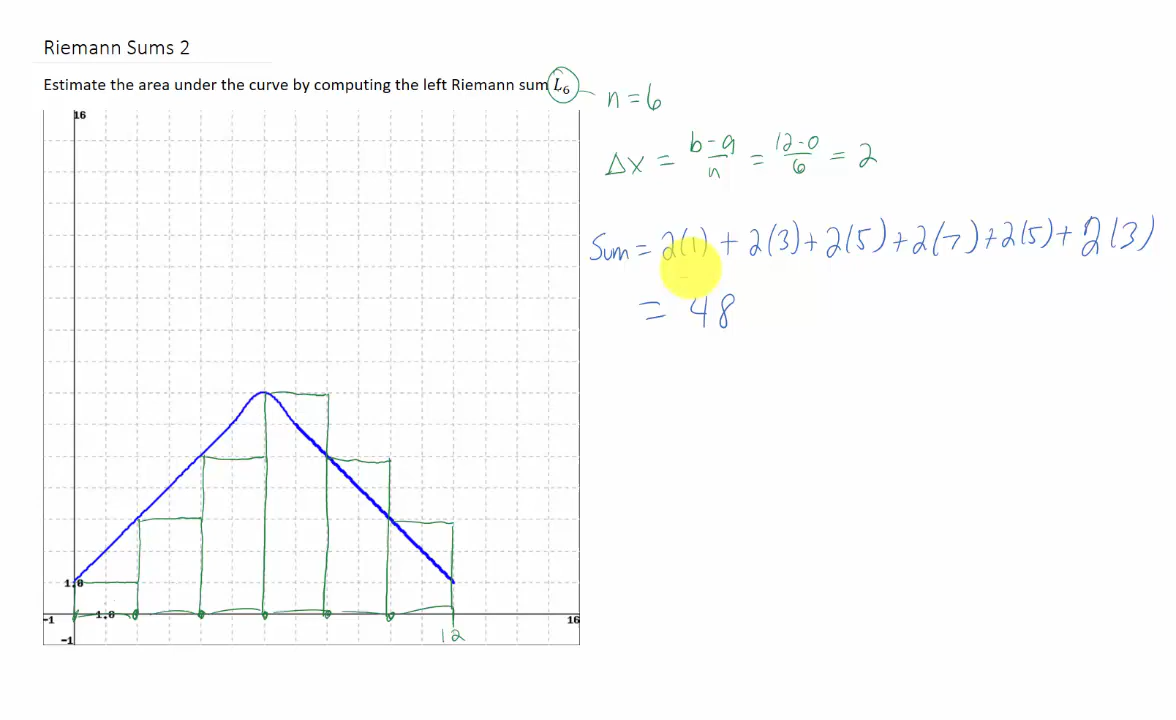 Riemann Sums 2
Estimate the area under the curve by computing the left Riemann sum L₆
n = 6
Δx = b-a/n = 12-0/6 = 2
Sum = 2(1) + 2(3) + 2(5) + 2(7) + 2(5) + 2(3)
= 48
16
1.0
-1 1.0 16
-1 12